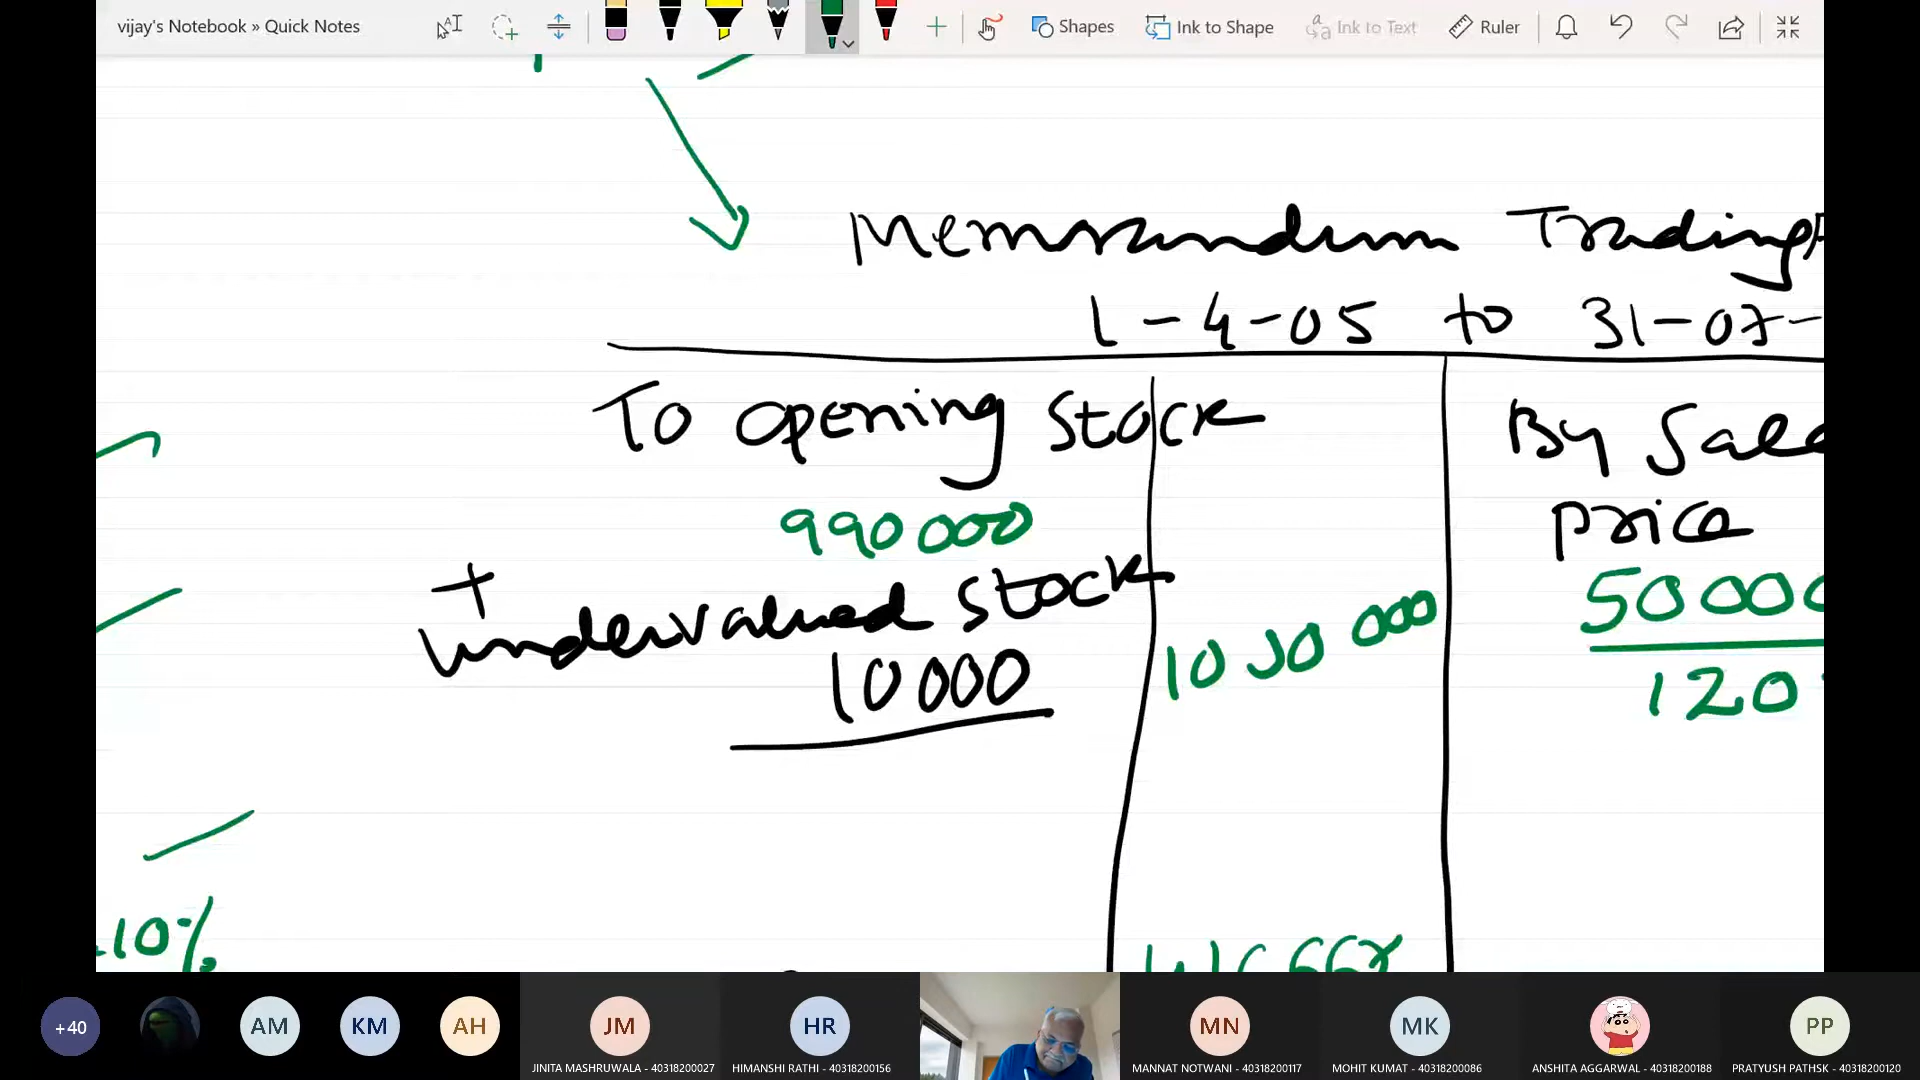 vijay's Notebook » Quick Notes
Shapes
Ink to Shape
Ink to Text
Ruler
Memorandum Trading
1-4-05 to 31-07-
To Opening Stock
By Sale
990000
price
+
undervalued Stock
50000
10000
120
10%
+40
AM
KM
AH
JM
HR
MN
MK
PP
JINITA MASHRUWALA - 40318200027
HIMANSHI RATHI - 40318200156
MANNAT NOTWANI - 40318200117
MOHIT KUMAT - 40318200086
ANSHITA AGGARWAL - 40318200188
PRATYUSH PATHSK - 40318200120